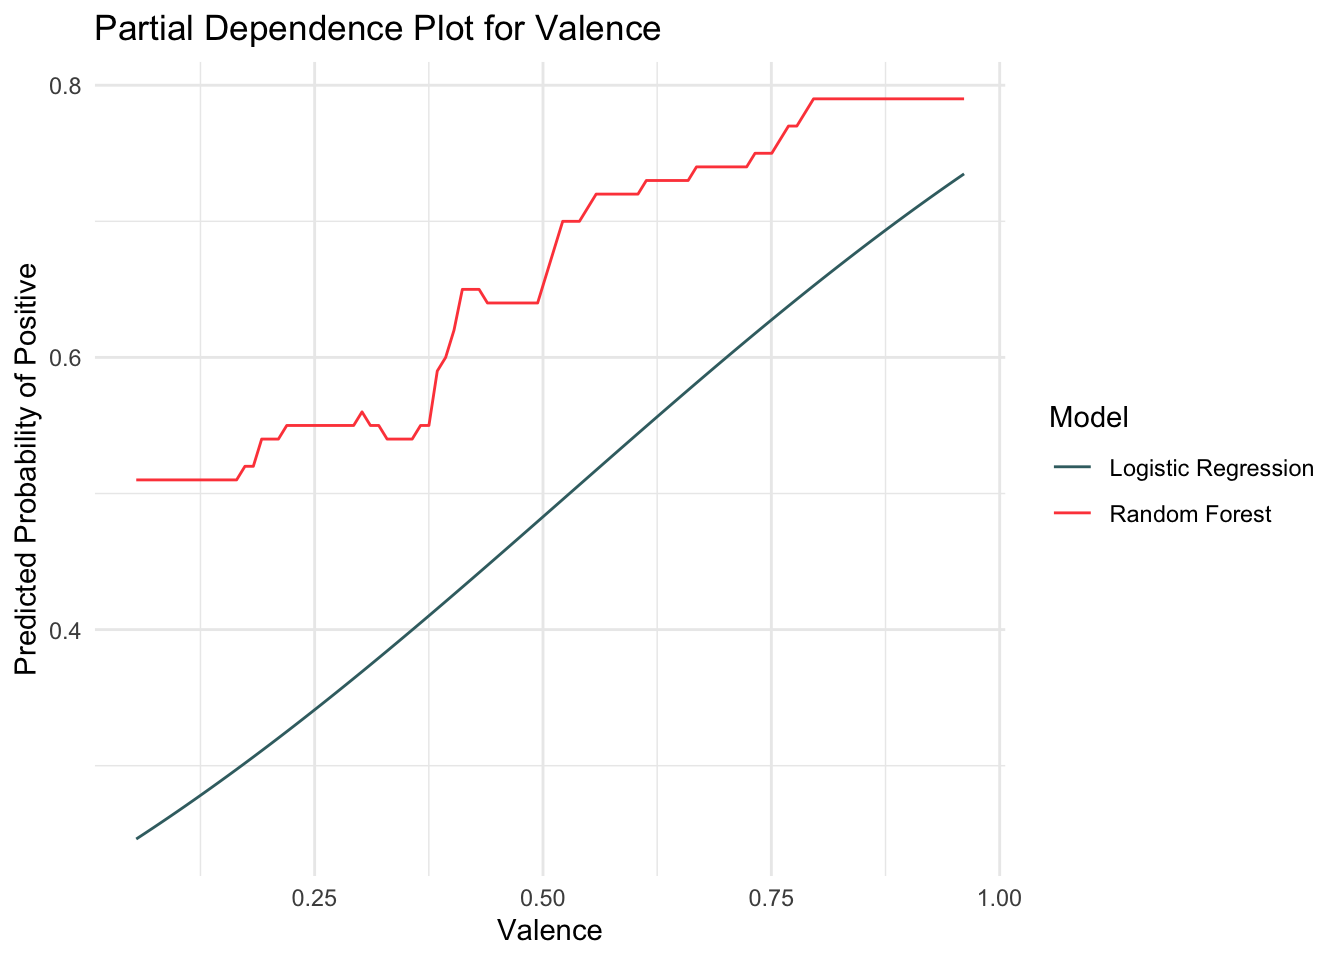 Partial Dependence Plot for Valence
Predicted Probability of Positive
0.8
0.6
0.4
0.25 0.50 0.75 1.00
Valence
Model
Logistic Regression
Random Forest